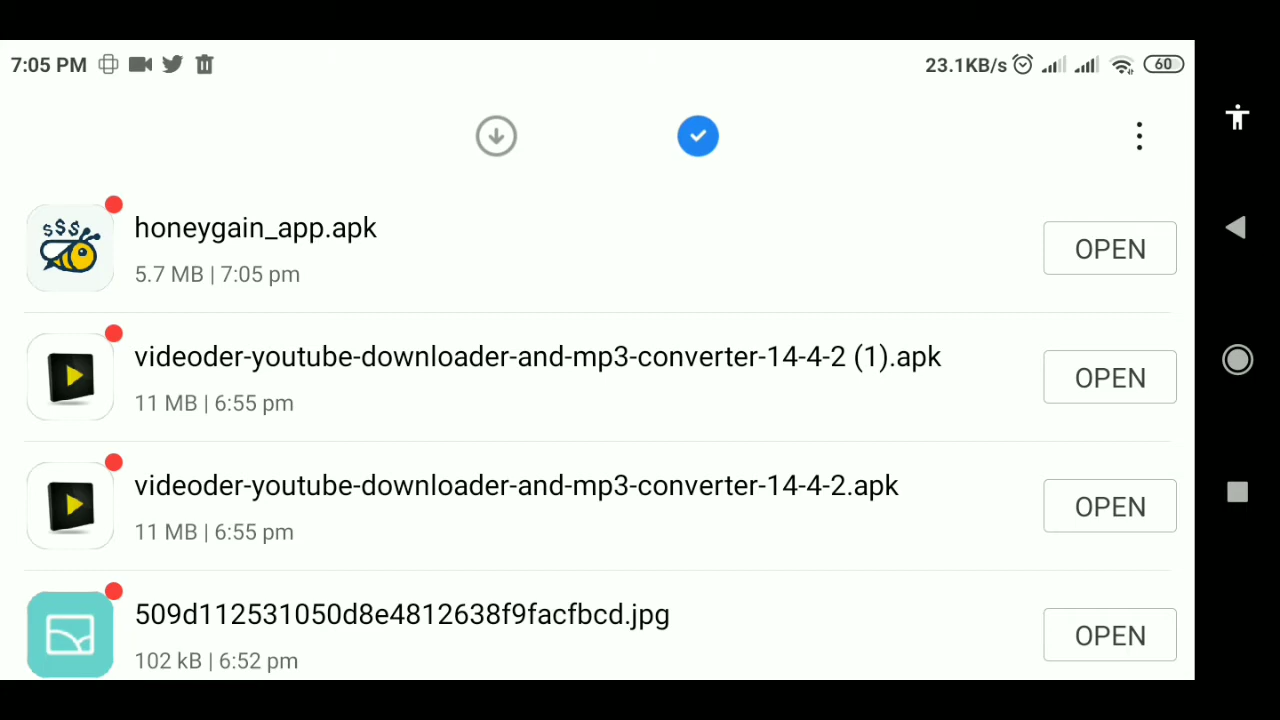 7:05 PM
23.1KB/s
60
$$$
honeygain_app.apk
5.7 MB | 7:05 pm
OPEN
videoder-youtube-downloader-and-mp3-converter-14-4-2 (1).apk
11 MB | 6:55 pm
OPEN
videoder-youtube-downloader-and-mp3-converter-14-4-2.apk
11 MB | 6:55 pm
OPEN
509d112531050d8e4812638f9facfbcd.jpg
102 kB | 6:52 pm
OPEN